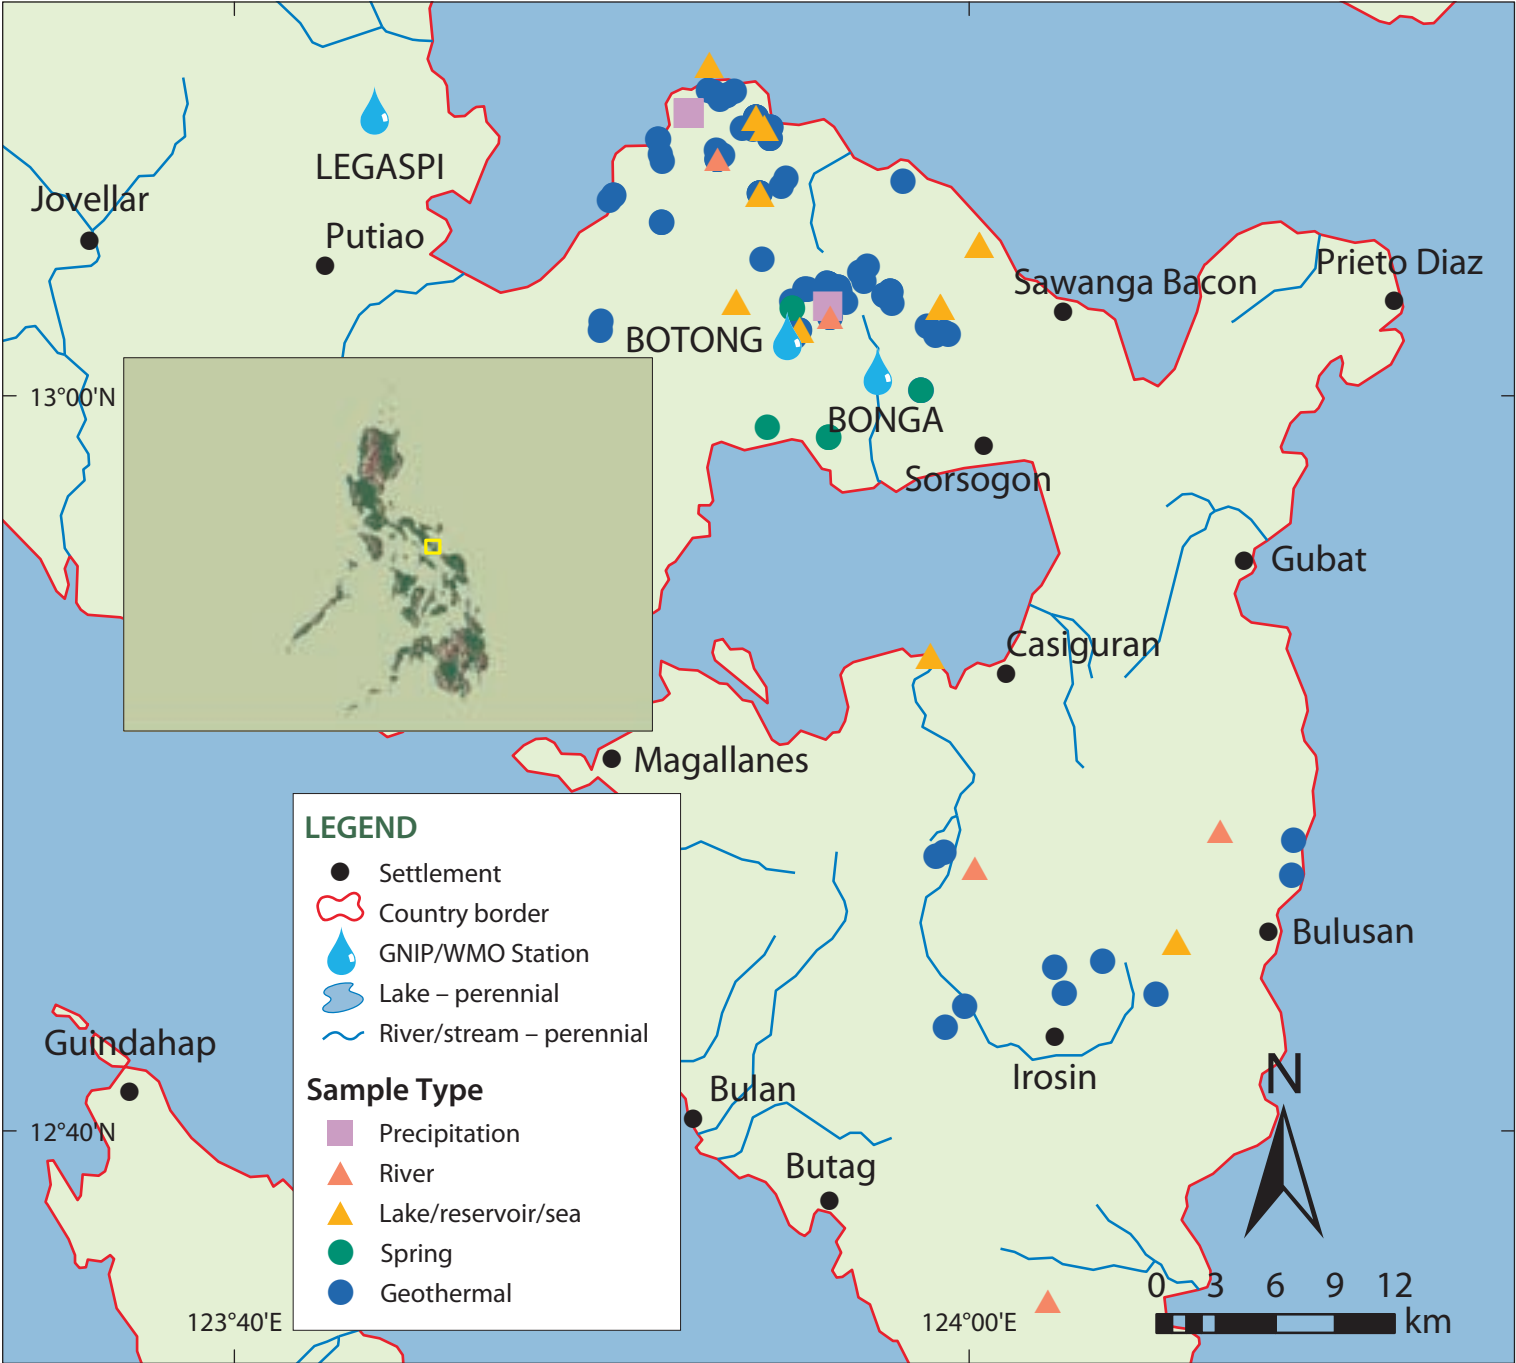 LEGASPI
Jovellar
Putiao
Prieto Diaz
Sawanga Bacon
BOTONG
13°00'N
BONGA
Sorsogon
Gubat
Casiguran
Magallanes
LEGEND
Settlement
Country border
GNIP/WMO Station
Lake – perennial
River/stream – perennial
Sample Type
Precipitation
River
Lake/reservoir/sea
Spring
Geothermal
Bulusan
Guindahap
Irosin
N
Bulan
12°40'N
Butag
0 3 6 9 12
km
123°40'E
124°00'E